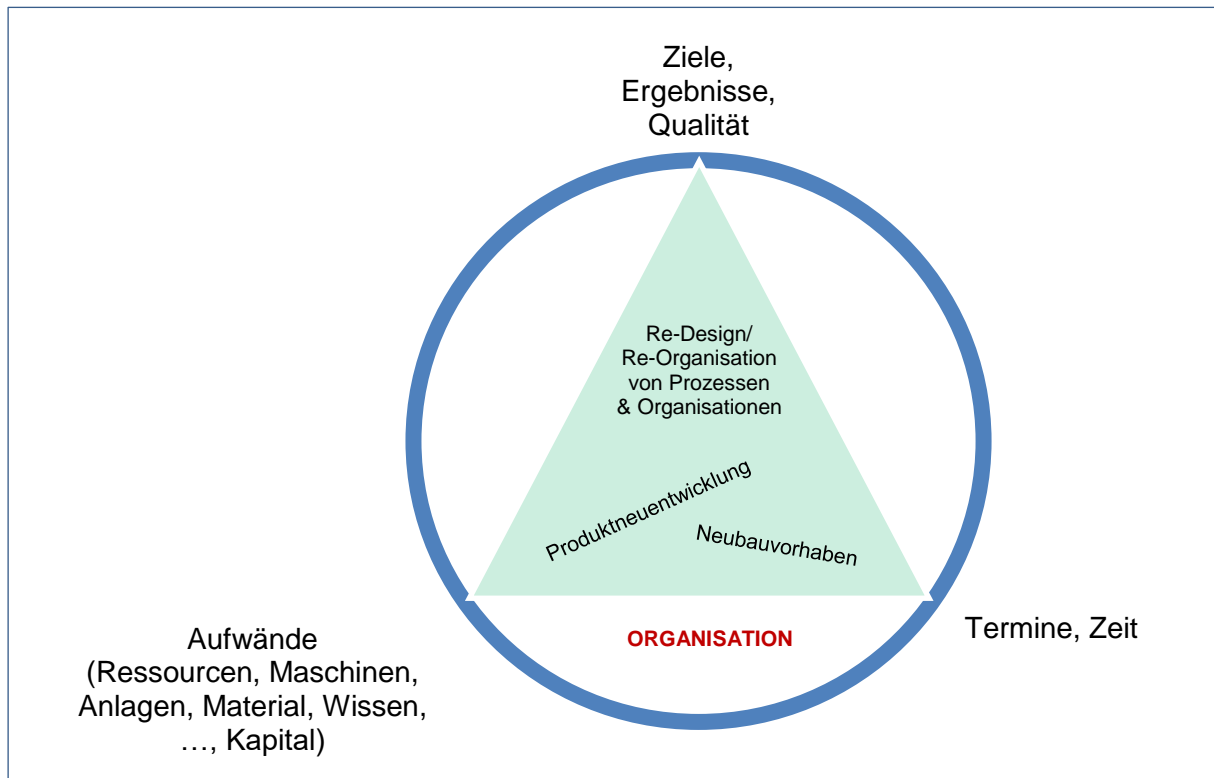 Ziele,
Ergebnisse,
Qualität
Re-Design/
Re-Organisation
von Prozessen
& Organisationen
Produktneuentwicklung
Neubauvorhaben
ORGANISATION
Termine, Zeit
Aufwände
(Ressourcen, Maschinen,
Anlagen, Material, Wissen,
…, Kapital)